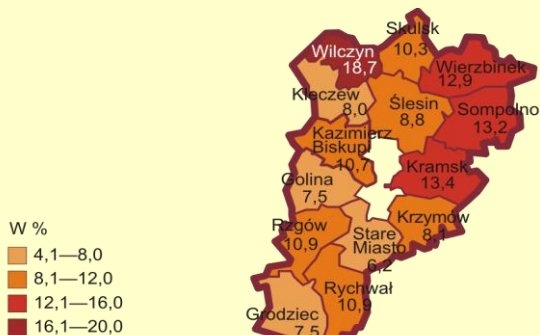 Skulsk
10,3
Wilczyn
18,7
Wierzbinek
12,9
Kleczew
8,0
Ślesin
8,8
Sompolno
13,2
Kazimierz
Biskupi
10,7
Kramsk
13,4
Golina
7,5
Krzymów
8,1
Rzgów
10,9
Stare
Miasto
6,2
Rychwał
10,9
Grodziec
7,5
W %
4,1—8,0
8,1—12,0
12,1—16,0
16,1—20,0